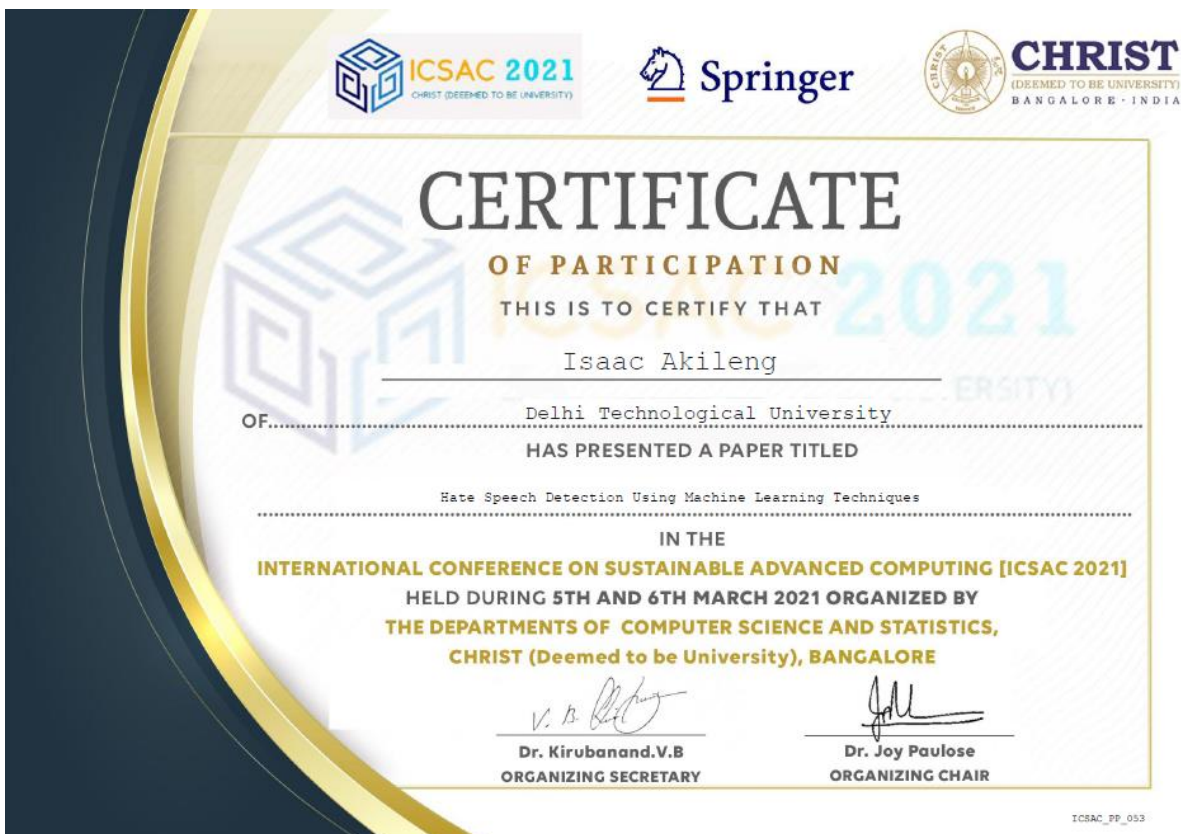 ICSAC 2021
CHRIST (DEEEMED TO BE UNIVERSITY)
Springer
CHRIST
(DEEMED TO BE UNIVERSITY)
BANGALORE · INDIA
CERTIFICATE
OF PARTICIPATION
THIS IS TO CERTIFY THAT
Isaac Akileng
OF Delhi Technological University
HAS PRESENTED A PAPER TITLED
Hate Speech Detection Using Machine Learning Techniques
IN THE
INTERNATIONAL CONFERENCE ON SUSTAINABLE ADVANCED COMPUTING [ICSAC 2021]
HELD DURING 5TH AND 6TH MARCH 2021 ORGANIZED BY
THE DEPARTMENTS OF COMPUTER SCIENCE AND STATISTICS,
CHRIST (Deemed to be University), BANGALORE
Dr. Kirubanand.V.B
ORGANIZING SECRETARY
Dr. Joy Paulose
ORGANIZING CHAIR
ICSAC_PP_053